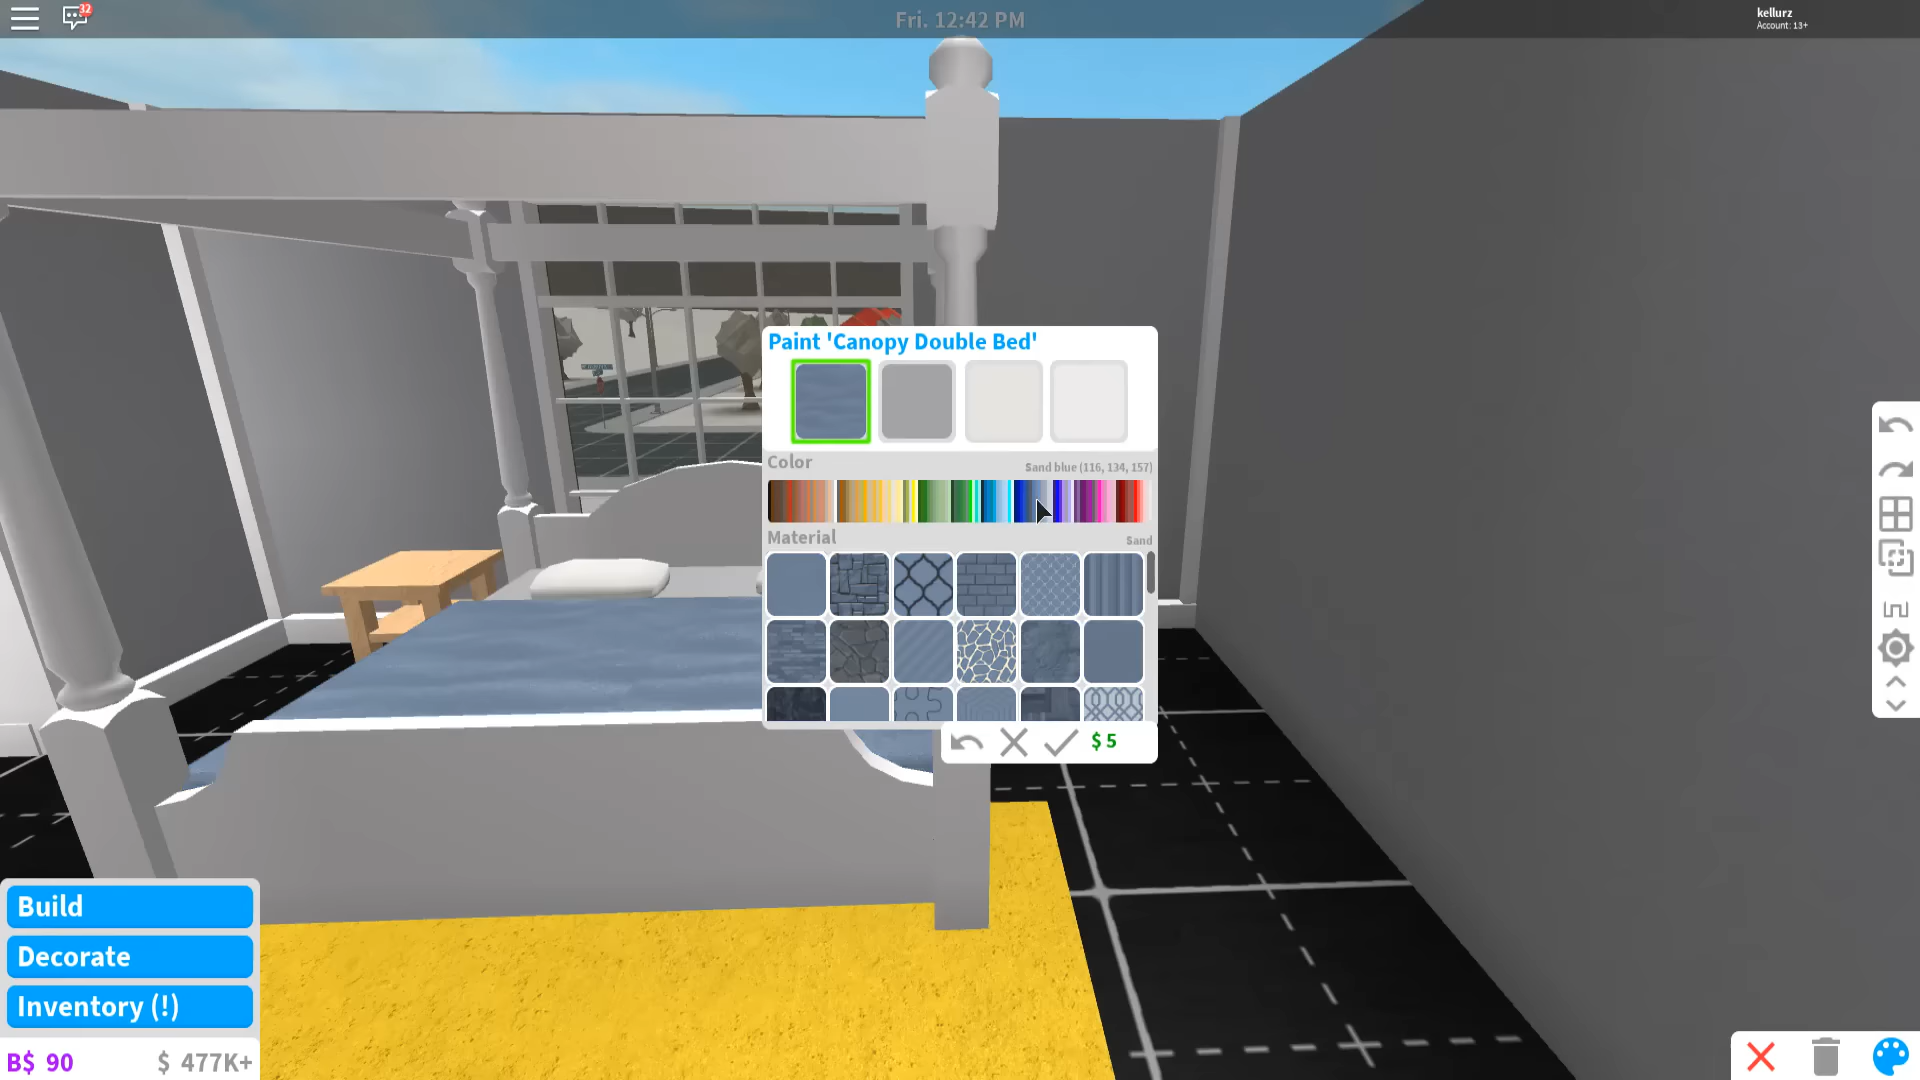 32
Fri. 12:42 PM
kellurz
Account: 13+
Paint 'Canopy Double Bed'
Color
Sand blue (116, 134, 157)
Material
Sand
$ 5
Build
Decorate
Inventory (!)
B$ 90
$ 477K+